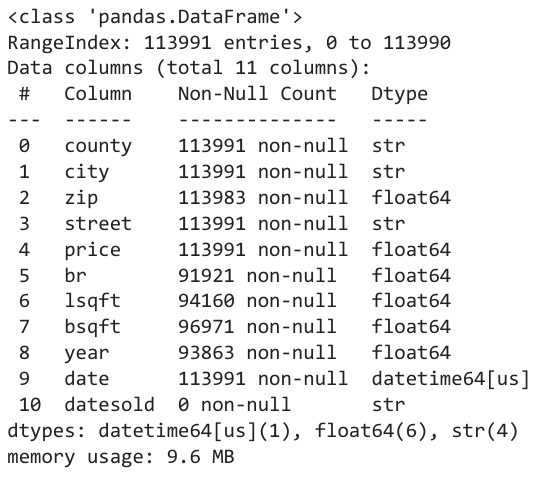 <class 'pandas.DataFrame'>
RangeIndex: 113991 entries, 0 to 113990
Data columns (total 11 columns):
 #   Column    Non-Null Count   Dtype
---  ------    --------------   -----
 0   county    113991 non-null  str
 1   city      113991 non-null  str
 2   zip       113983 non-null  float64
 3   street    113991 non-null  str
 4   price     113991 non-null  float64
 5   br        91921 non-null   float64
 6   lsqft     94160 non-null   float64
 7   bsqft     96971 non-null   float64
 8   year      93863 non-null   float64
 9   date      113991 non-null  datetime64[us]
 10  datesold  0 non-null       str
dtypes: datetime64[us](1), float64(6), str(4)
memory usage: 9.6 MB